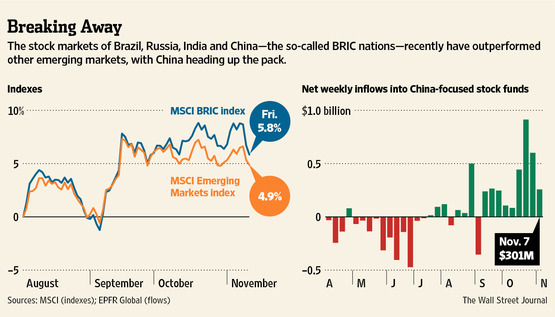 Breaking Away
The stock markets of Brazil, Russia, India and China—the so-called BRIC nations—recently have outperformed
other emerging markets, with China heading up the pack.
Indexes
10%
5
0
−5
MSCI BRIC index
Fri.
5.8%
MSCI Emerging
Markets index
4.9%
August
September
October
November
Net weekly inflows into China-focused stock funds
$1.0 billion
0.5
0
−0.5
Nov. 7
$301M
A M J J A S O N
Sources: MSCI (indexes); EPFR Global (flows)
The Wall Street Journal